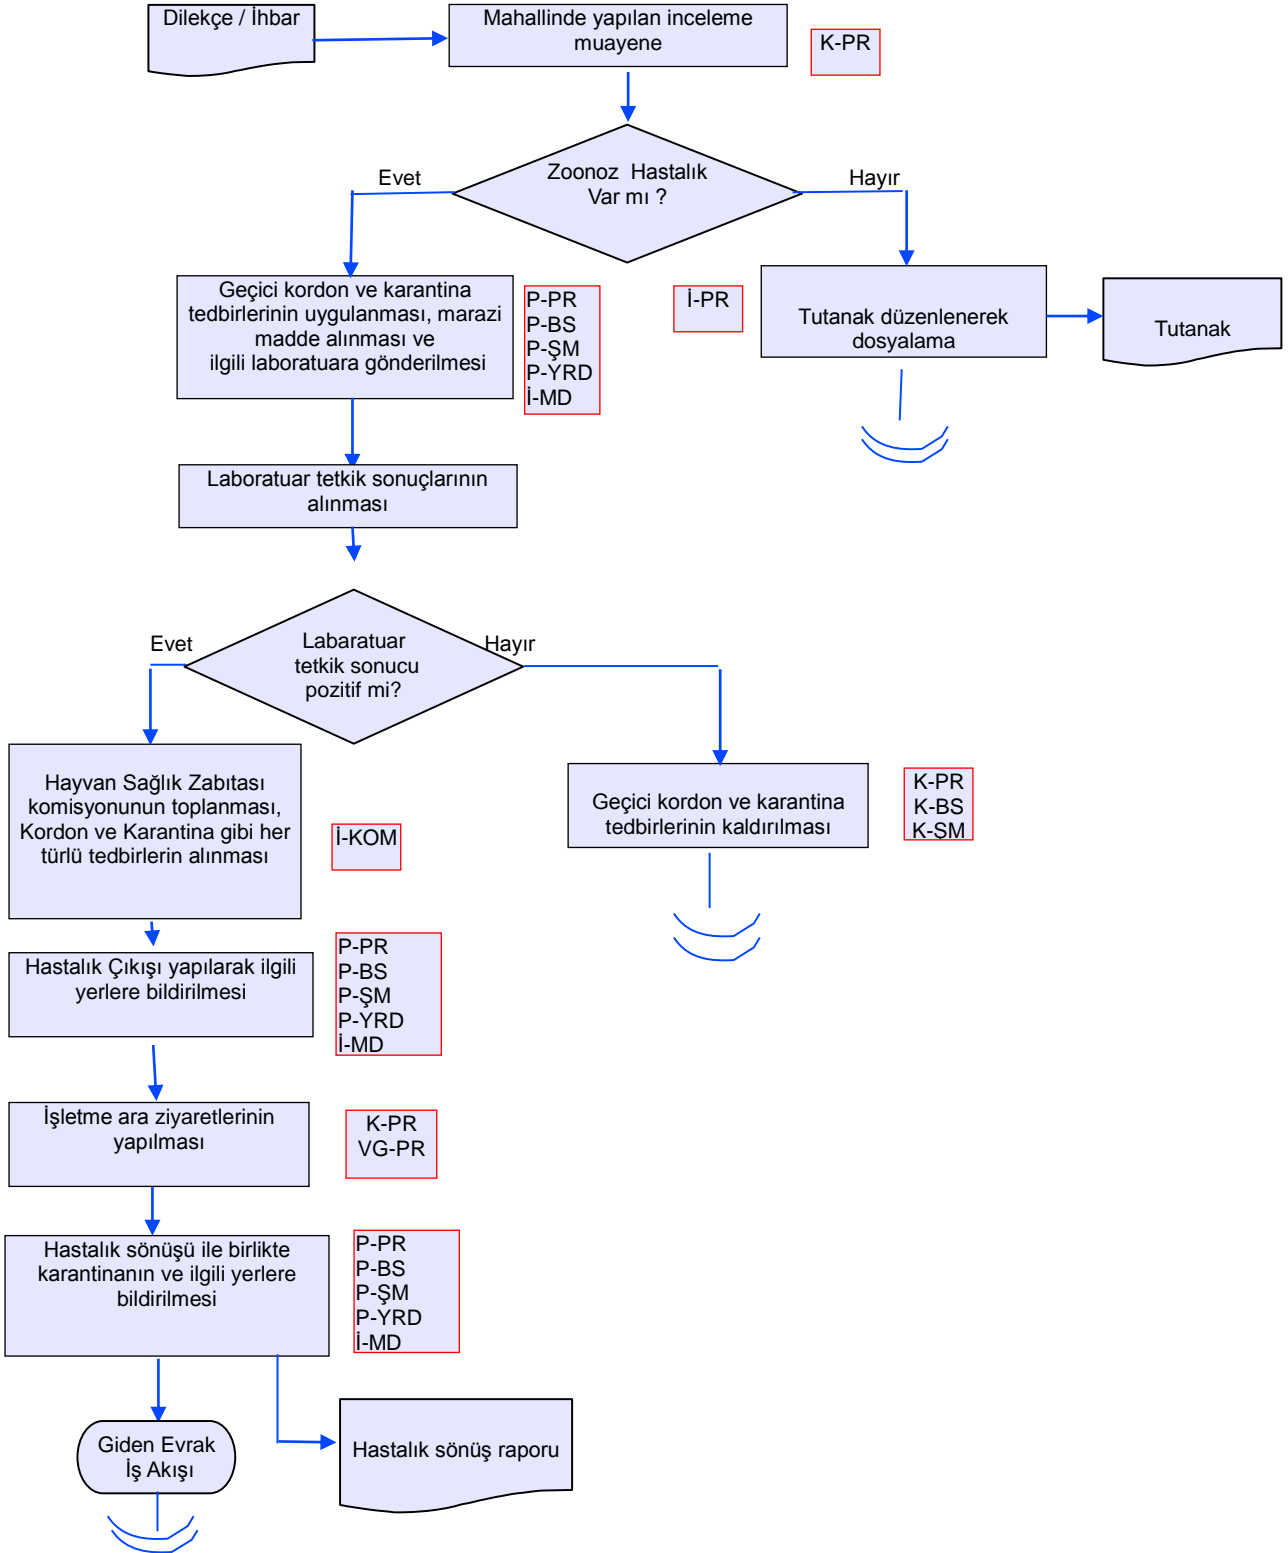 Dilekçe / İhbar
Mahallinde yapılan inceleme
muayene
K-PR
Zoonoz Hastalık
Var mı ?
Evet
Hayır
Geçici kordon ve karantina
tedbirlerinin uygulanması, marazi
madde alınması ve
ilgili laboratuara gönderilmesi
P-PR
P-BS
P-ŞM
P-YRD
İ-MD
İ-PR
Tutanak düzenlenerek
dosyalama
Tutanak
Laboratuar tetkik sonuçlarının
alınması
Evet
Labaratuar
tetkik sonucu
pozitif mi?
Hayır
Hayvan Sağlık Zabıtası
komisyonunun toplanması,
Kordon ve Karantina gibi her
türlü tedbirlerin alınması
İ-KOM
Geçici kordon ve karantina
tedbirlerinin kaldırılması
K-PR
K-BS
K-ŞM
Hastalık Çıkışı yapılarak ilgili
yerlere bildirilmesi
P-PR
P-BS
P-ŞM
P-YRD
İ-MD
İşletme ara ziyaretlerinin
yapılması
K-PR
VG-PR
Hastalık sönüşü ile birlikte
karantinanın ve ilgili yerlere
bildirilmesi
P-PR
P-BS
P-ŞM
P-YRD
İ-MD
Giden Evrak
İş Akışı
Hastalık sönüş raporu